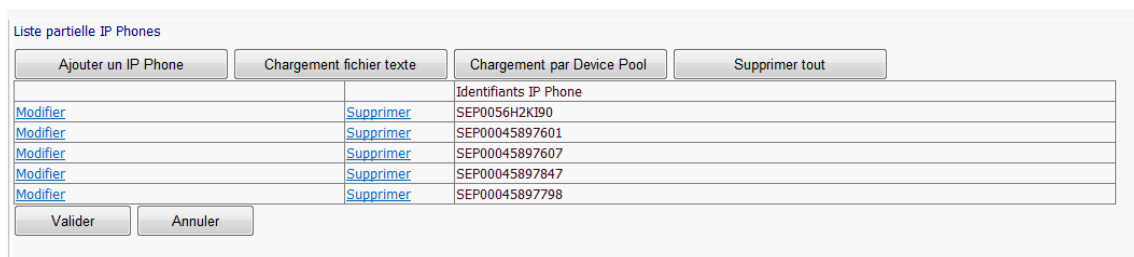 Liste partielle IP Phones
Ajouter un IP Phone Chargement fichier texte Chargement par Device Pool Supprimer tout
Identifiants IP Phone
Modifier Supprimer SEP0056H2KI90
Modifier Supprimer SEP00045897601
Modifier Supprimer SEP00045897607
Modifier Supprimer SEP00045897847
Modifier Supprimer SEP00045897798
Valider Annuler